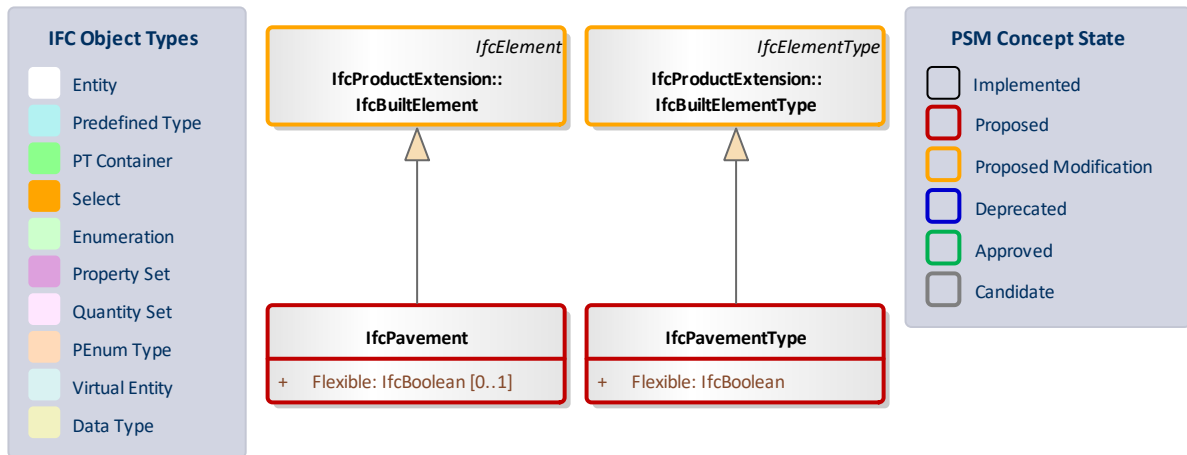 IFC Object Types
Entity
Predefined Type
PT Container
Select
Enumeration
Property Set
Quantity Set
PEnum Type
Virtual Entity
Data Type
IfcElement
IfcProductExtension::
IfcBuiltElement
IfcElementType
IfcProductExtension::
IfcBuiltElementType
IfcPavement
+ Flexible: IfcBoolean [0..1]
IfcPavementType
+ Flexible: IfcBoolean
PSM Concept State
Implemented
Proposed
Proposed Modification
Deprecated
Approved
Candidate